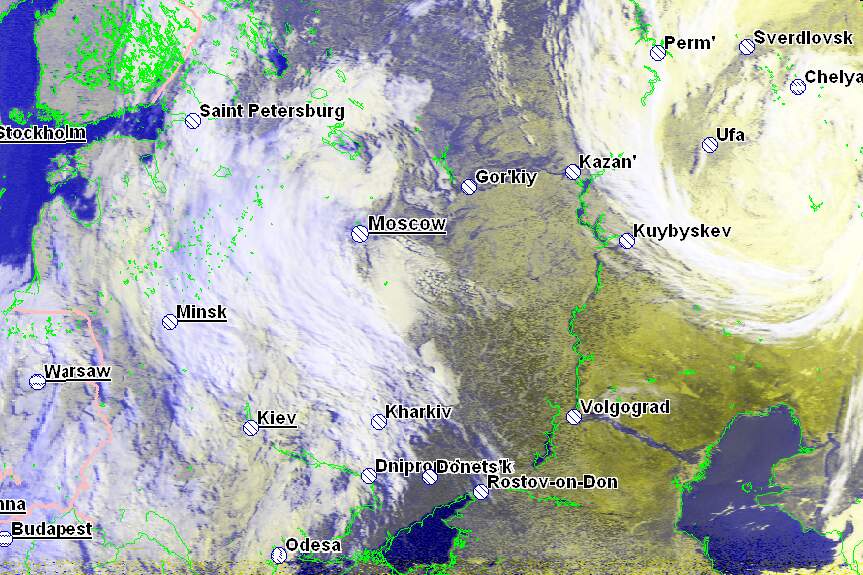 Sverdlovsk
Perm'
Chelya
Saint Petersburg
Stockholm
Ufa
Kazan'
Gor'kiy
Moscow
Kuybyskev
Minsk
Warsaw
Volgograd
Kharkiv
Kiev
Donets'k
Rostov-on-Don
nna
Budapest
Odesa